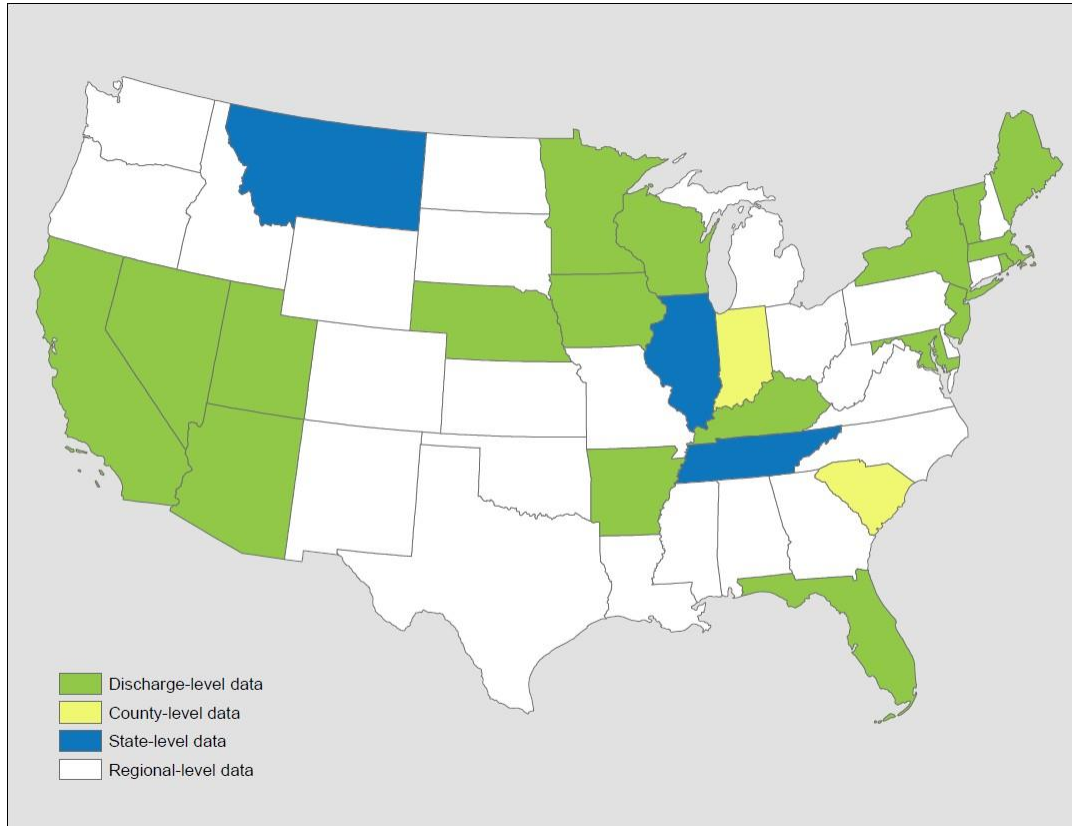 Discharge-level data
County-level data
State-level data
Regional-level data